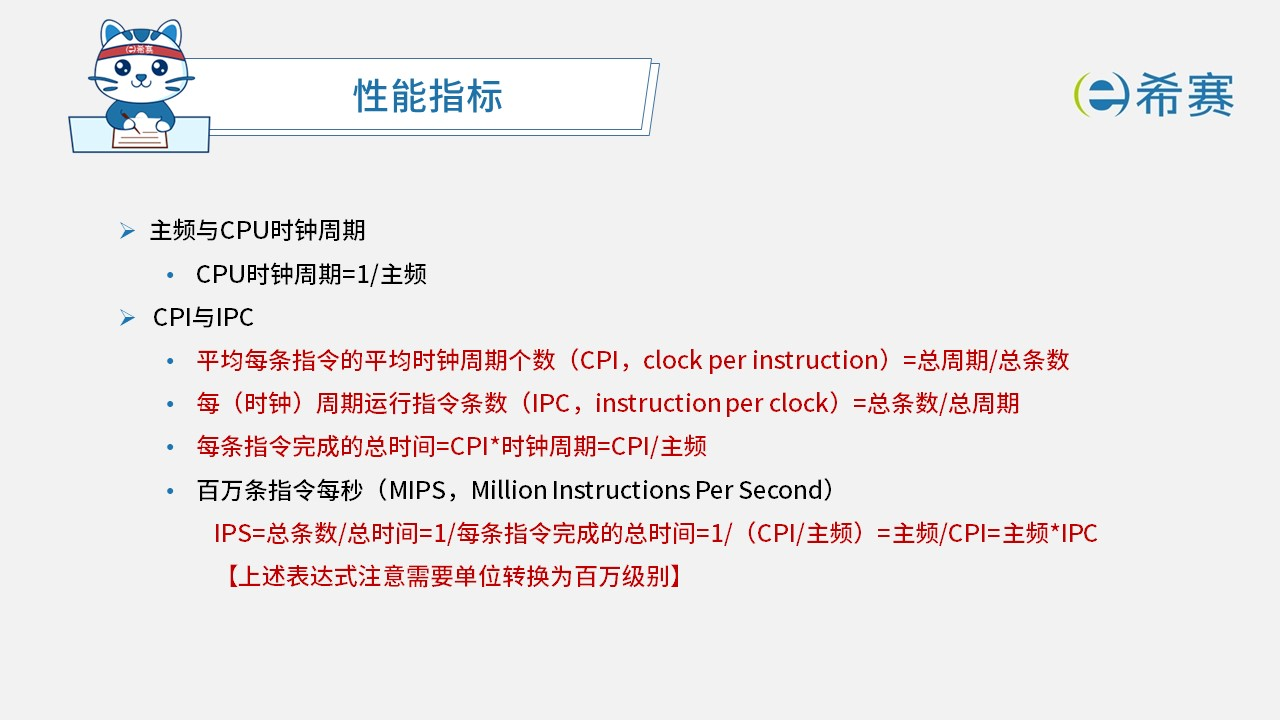 希赛
性能指标
希赛
主频与CPU时钟周期
CPU时钟周期=1/主频
CPI与IPC
平均每条指令的平均时钟周期个数（CPI，clock per instruction）=总周期/总条数
每（时钟）周期运行指令条数（IPC，instruction per clock）=总条数/总周期
每条指令完成的总时间=CPI*时钟周期=CPI/主频
百万条指令每秒（MIPS，Million Instructions Per Second）
IPS=总条数/总时间=1/每条指令完成的总时间=1/（CPI/主频）=主频/CPI=主频*IPC
【上述表达式注意需要单位转换为百万级别】